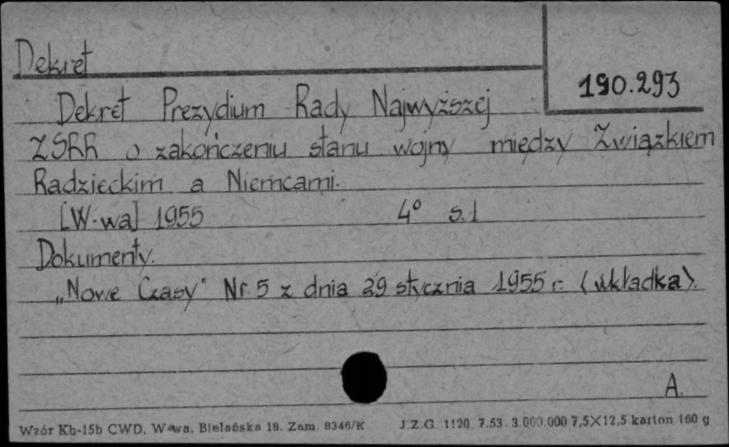 Dekret
190.293
Dekret Prezydium Rady Najwyższej
ZSRR o zakończeniu stanu wojny między Związkiem
Radzieckim a Niemcami.
[W-wa] 1955 4° s.1
Dokumenty.
„Nowe Czasy" Nr 5 z dnia 29 stycznia 1955 r. (wkładka).
A.
Wzór Kb-15b CWD, W-wa, Bielańska 18. Zam. 8346/K J.Z.G. 1120. 7.53. 3.000.000 7,5×12,5 karton 160 g